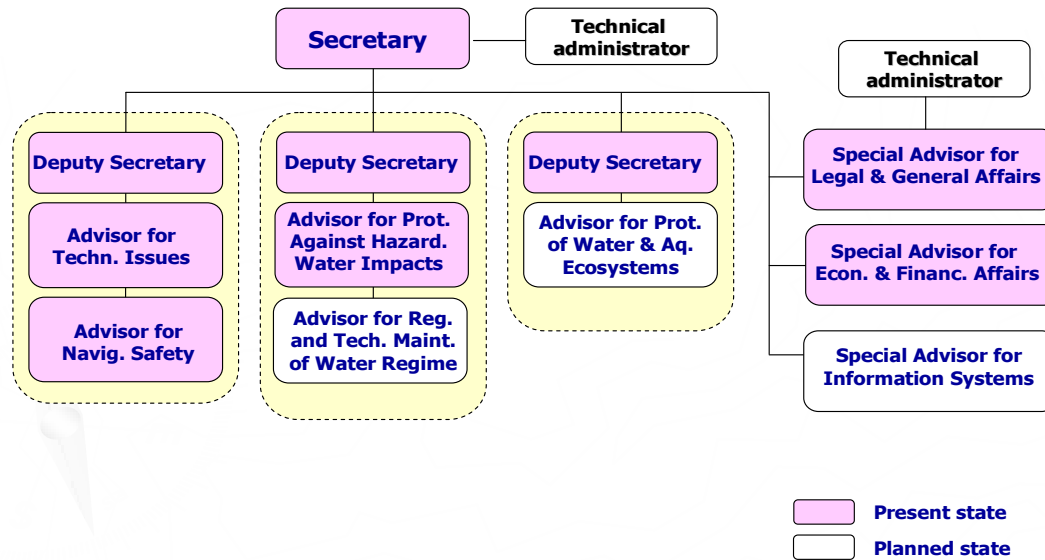 Secretary
Technical
administrator
Technical
administrator
Deputy Secretary
Advisor for
Techn. Issues
Advisor for
Navig. Safety
Deputy Secretary
Advisor for Prot.
Against Hazard.
Water Impacts
Advisor for Reg.
and Tech. Maint.
of Water Regime
Deputy Secretary
Advisor for Prot.
of Water & Aq.
Ecosystems
Special Advisor for
Legal & General Affairs
Special Advisor for
Econ. & Financ. Affairs
Special Advisor for
Information Systems
Present state
Planned state